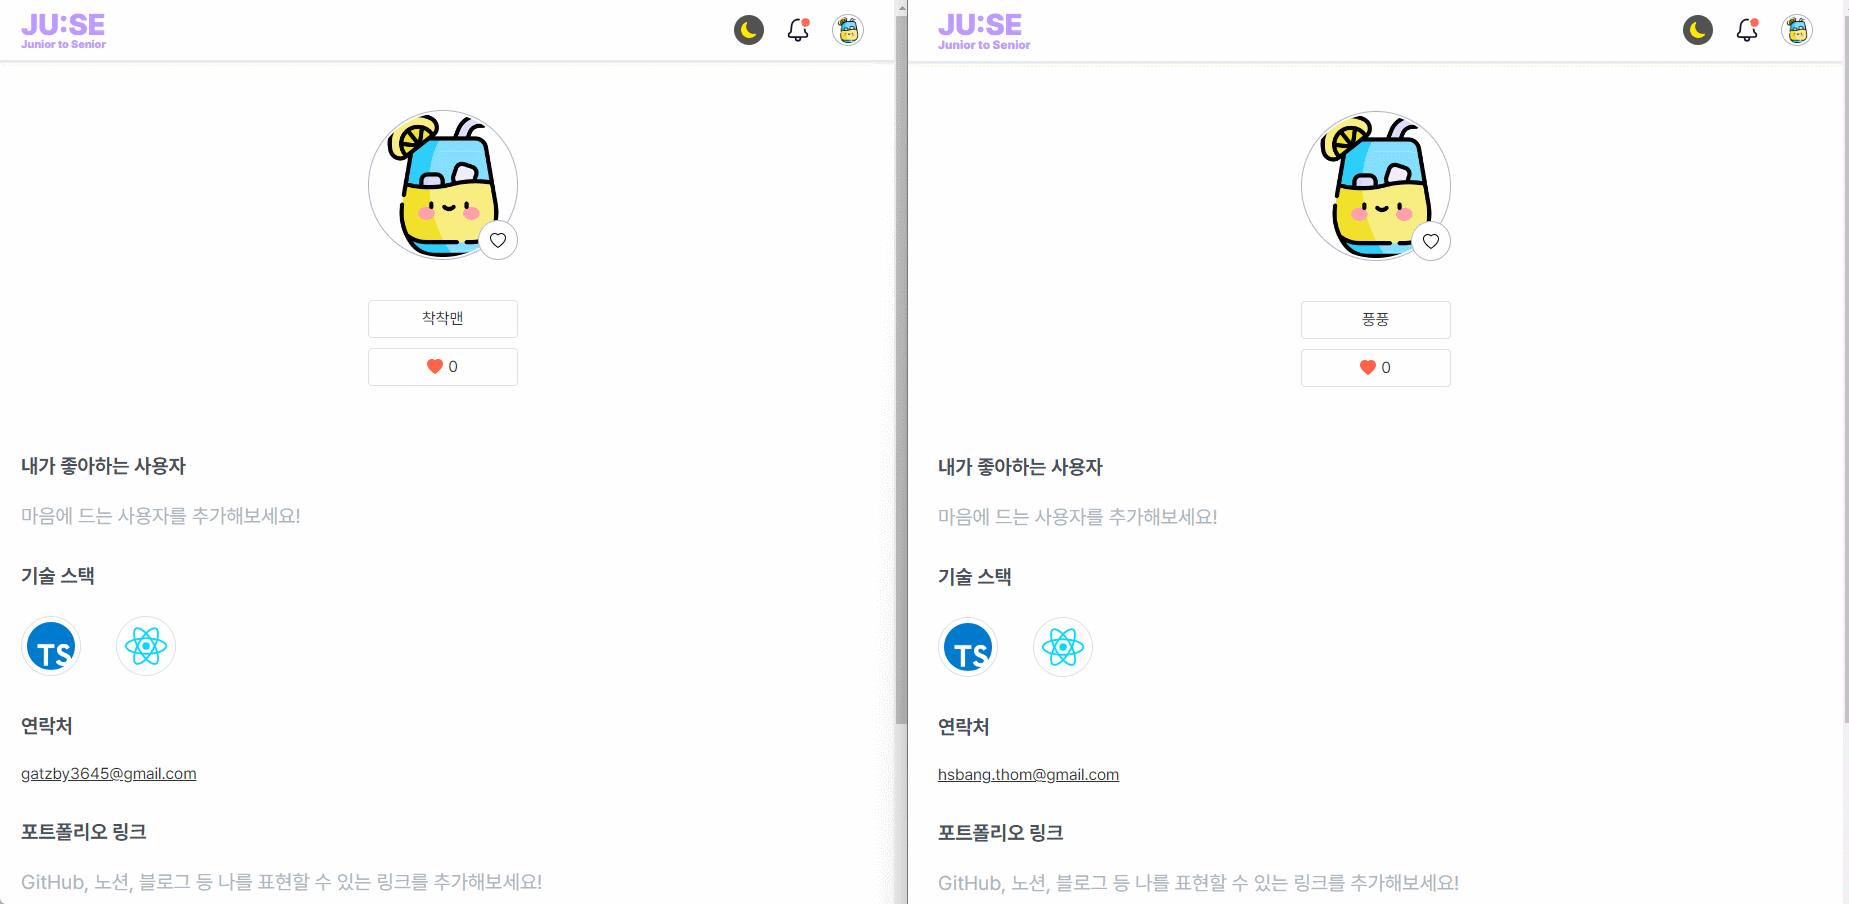 JU:SE
Junior to Senior
착착맨
0
내가 좋아하는 사용자
마음에 드는 사용자를 추가해보세요!
기술 스택
TS
연락처
gatzby3645@gmail.com
포트폴리오 링크
GitHub, 노션, 블로그 등 나를 표현할 수 있는 링크를 추가해보세요!
JU:SE
Junior to Senior
풍풍
0
내가 좋아하는 사용자
마음에 드는 사용자를 추가해보세요!
기술 스택
TS
연락처
hsbang.thom@gmail.com
포트폴리오 링크
GitHub, 노션, 블로그 등 나를 표현할 수 있는 링크를 추가해보세요!